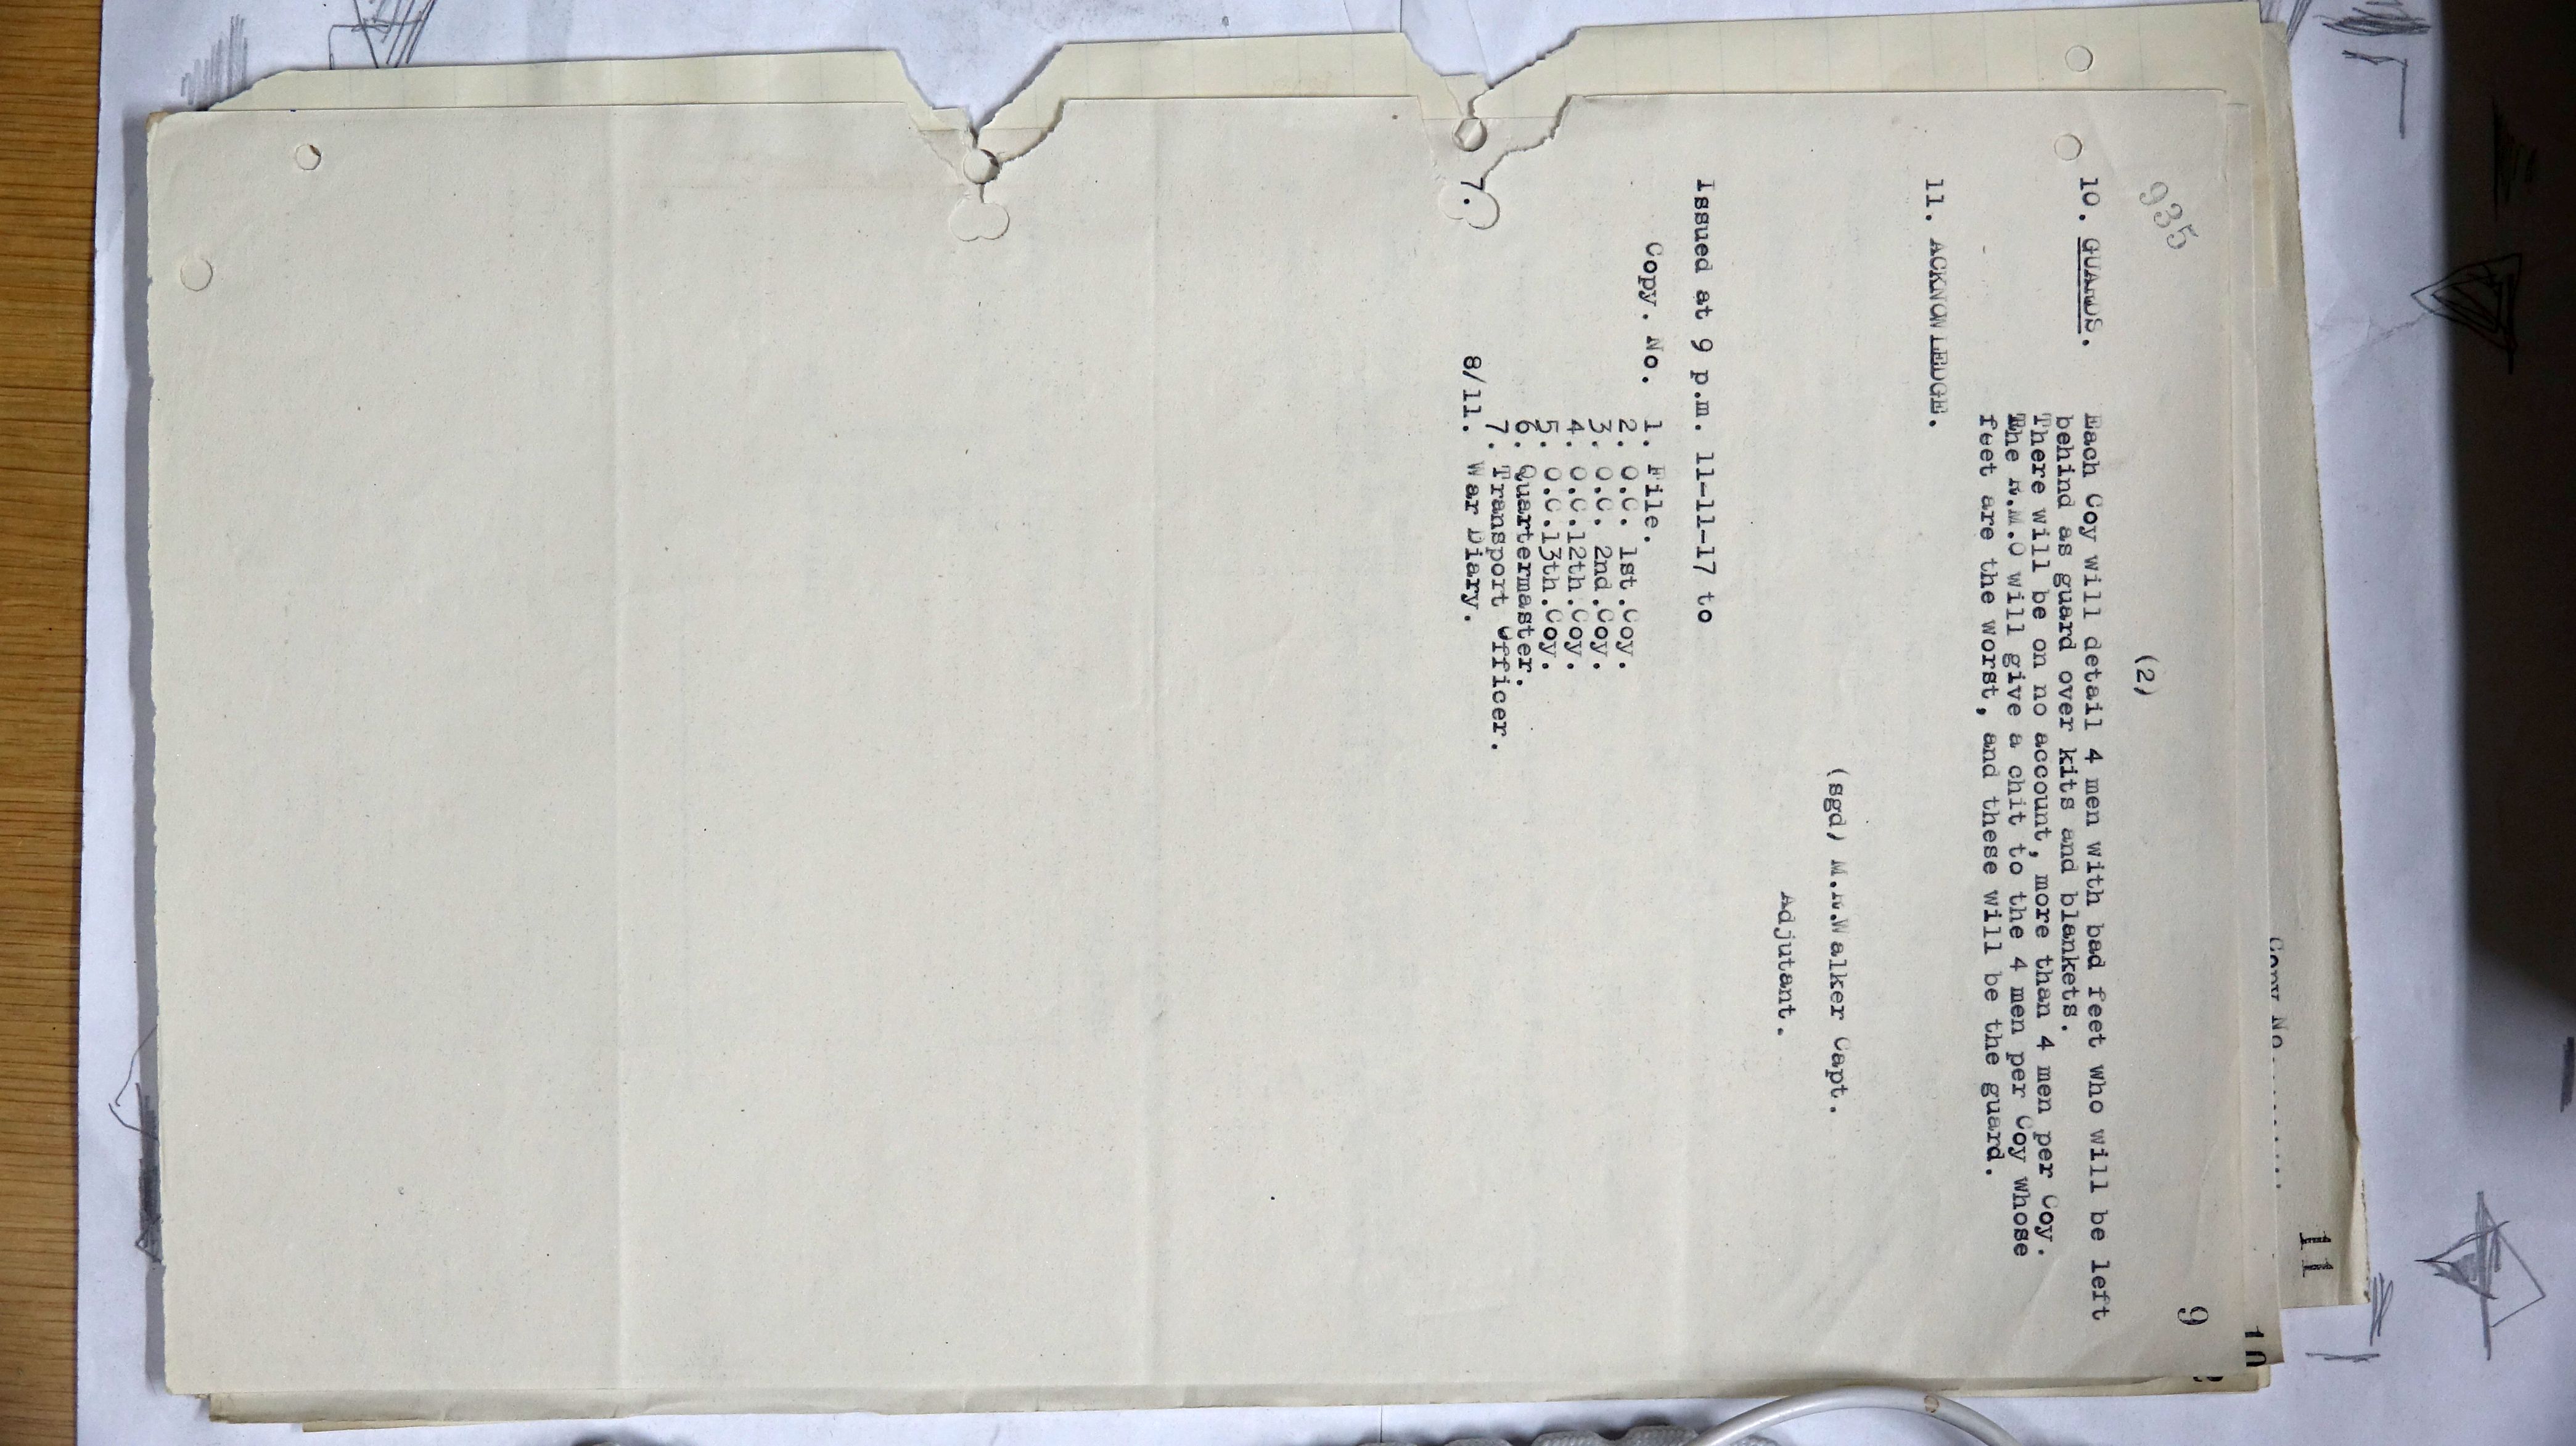 935
(2)
9
10. GUARDS. Each Coy will detail 4 men with bad feet who will be left
behind as guard over kits and blankets.
There will be on no account, more than 4 men per Coy.
The R.M.O will give a chit to the 4 men per Coy whose
feet are the worst, and these will be the guard.
11. ACKNOWLEDGE.
(sgd) M.R.Walker Capt.
Adjutant.
Issued at 9 p.m. 11-11-17 to
Copy. No. 1. File.
2. O.C. 1st.Coy.
3. O.C. 2nd.Coy.
4. O.C.12th.Coy.
5. O.C.13th.Coy.
6. Quartermaster.
7. Transport Officer.
7. 8/11. War Diary.
10
11
Copy No